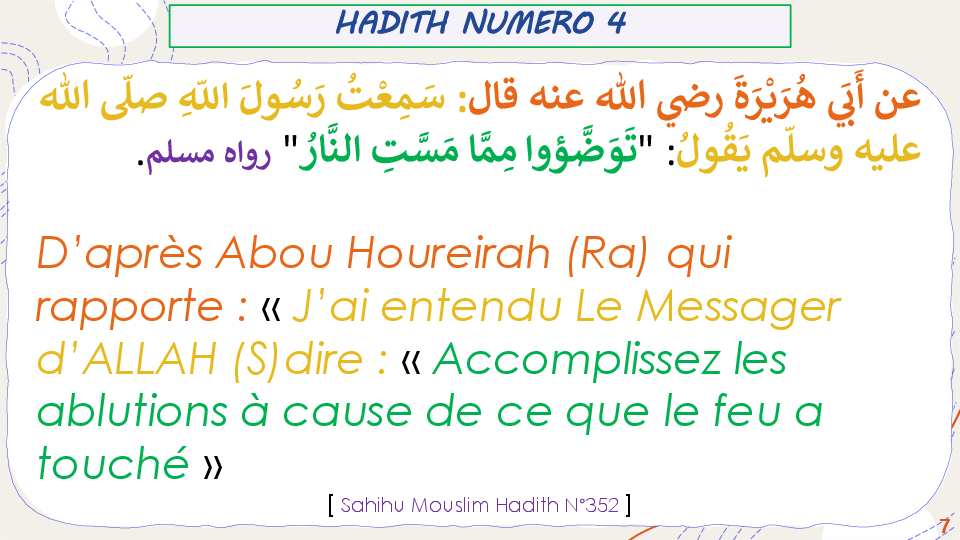 HADITH NUMERO 4
عن أَبَي هُرَيْرَةَ رضي الله عنه قال: سَمِعْتُ رَسُولَ اللّهِ صلّى الله
عليه وسلّم يَقُولُ: "تَوَضَّؤوا مِمَّا مَسَّتِ النَّارُ" رواه مسلم.
D’après Abou Houreirah (Ra) qui
rapporte : « J’ai entendu Le Messager
d’ALLAH (S)dire : « Accomplissez les
ablutions à cause de ce que le feu a
touché »
[ Sahihu Mouslim Hadith N°352 ]
7